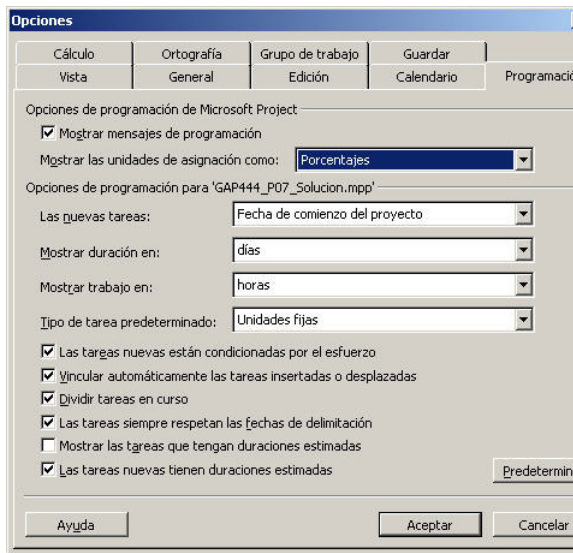 Opciones
Cálculo Ortografía Grupo de trabajo Guardar
Vista General Edición Calendario Programació
Opciones de programación de Microsoft Project
Mostrar mensajes de programación
Mostrar las unidades de asignación como: Porcentajes
Opciones de programación para 'GAP444_P07_Solucion.mpp'
Las nuevas tareas: Fecha de comienzo del proyecto
Mostrar duración en: días
Mostrar trabajo en: horas
Tipo de tarea predeterminado: Unidades fijas
Las tareas nuevas están condicionadas por el esfuerzo
Vincular automáticamente las tareas insertadas o desplazadas
Dividir tareas en curso
Las tareas siempre respetan las fechas de delimitación
Mostrar las tareas que tengan duraciones estimadas
Las tareas nuevas tienen duraciones estimadas
Predetermin
Ayuda Aceptar Cancelar